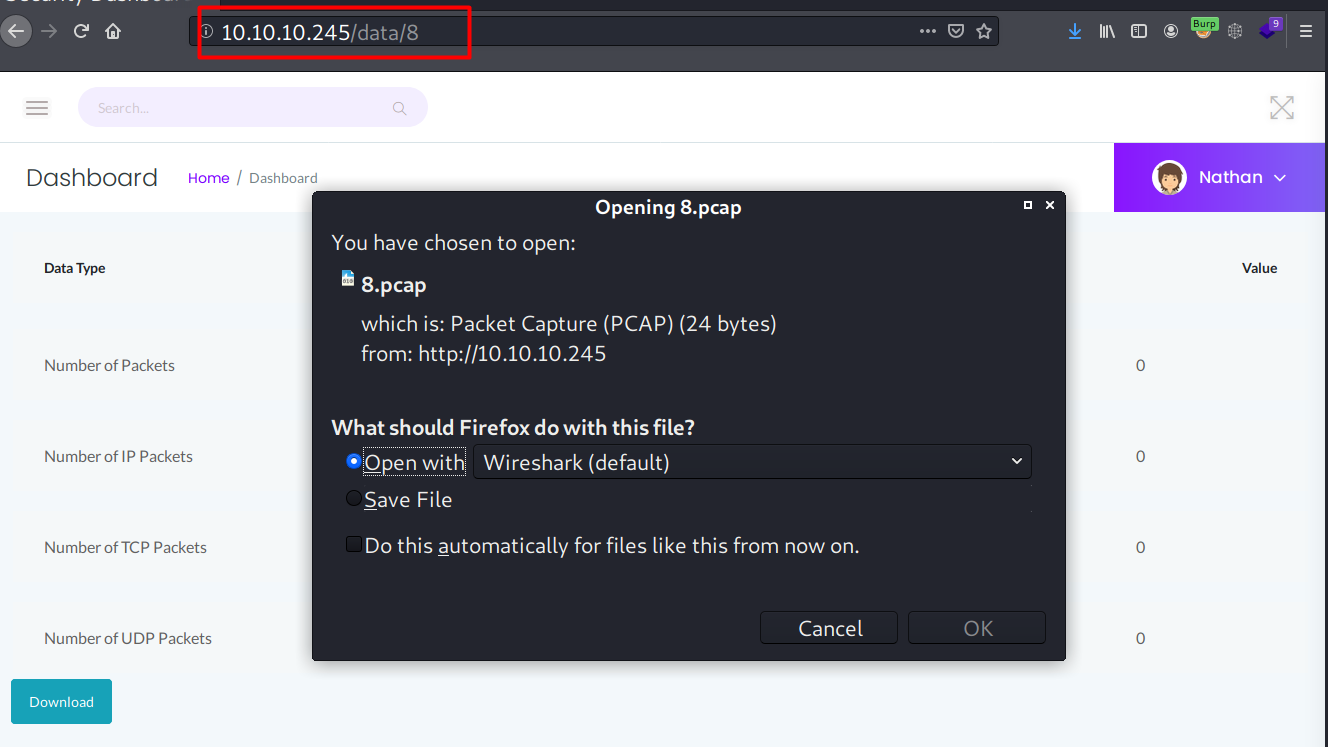 10.10.10.245/data/8
Burp
9
Search...
Dashboard
Home / Dashboard
Nathan
Opening 8.pcap
You have chosen to open:
8.pcap
which is: Packet Capture (PCAP) (24 bytes)
from: http://10.10.10.245
What should Firefox do with this file?
Open with
Wireshark (default)
Save File
Do this automatically for files like this from now on.
Cancel
OK
Data Type
Value
Number of Packets
0
Number of IP Packets
0
Number of TCP Packets
0
Number of UDP Packets
0
Download